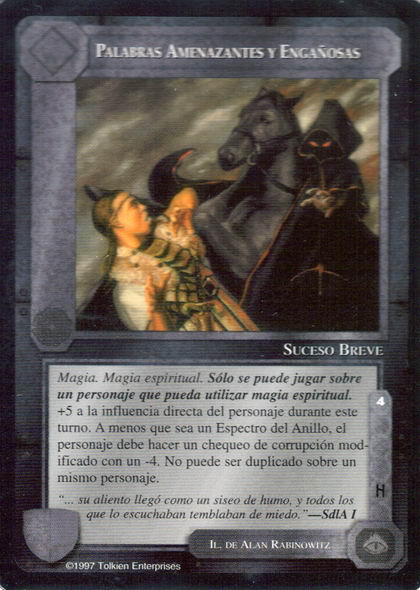 Palabras Amenazantes y Engañosas
Suceso Breve
Magia. Magia espiritual. Sólo se puede jugar sobre
un personaje que pueda utilizar magia espiritual.
+5 a la influencia directa del personaje durante este
turno. A menos que sea un Espectro del Anillo, el
personaje debe hacer un chequeo de corrupción mod-
ificado con un -4. No puede ser duplicado sobre un
mismo personaje.
4
H
"... su aliento llegó como un siseo de humo, y todos los
que lo escuchaban temblaban de miedo."—SdlA I
Il. de Alan Rabinowitz
©1997 Tolkien Enterprises